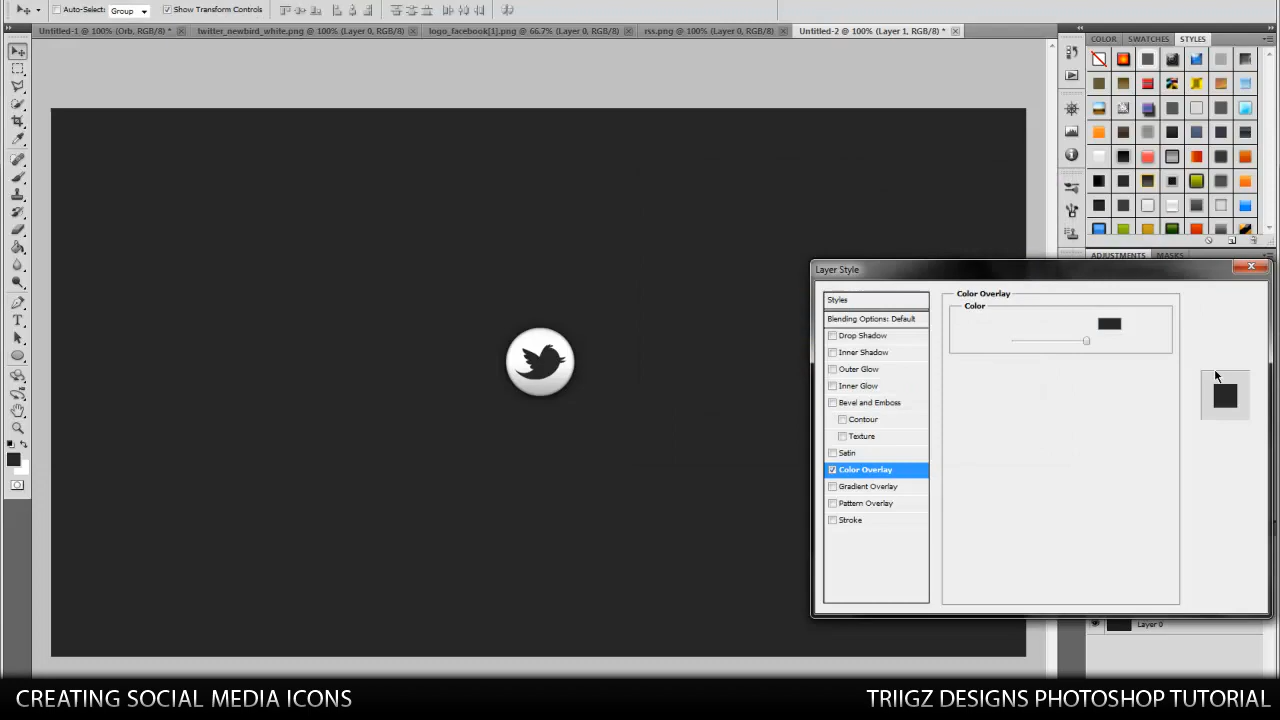 Auto-Select: Group Show Transform Controls
Untitled-1 @ 100% (Orb, RGB/8) * twitter_newbird_white.png @ 100% (Layer 0, RGB/8) logo_facebook[1].png @ 66.7% (Layer 0, RGB/8) rss.png @ 100% (Layer 0, RGB/8) Untitled-2 @ 100% (Layer 1, RGB/8) *
COLOR SWATCHES STYLES
ADJUSTMENTS MASKS
Layer Style
Styles
Blending Options: Default
Drop Shadow
Inner Shadow
Outer Glow
Inner Glow
Bevel and Emboss
Contour
Texture
Satin
Color Overlay
Gradient Overlay
Pattern Overlay
Stroke
Color Overlay
Color
Layer 0
CREATING SOCIAL MEDIA ICONS
TRIIGZ DESIGNS PHOTOSHOP TUTORIAL